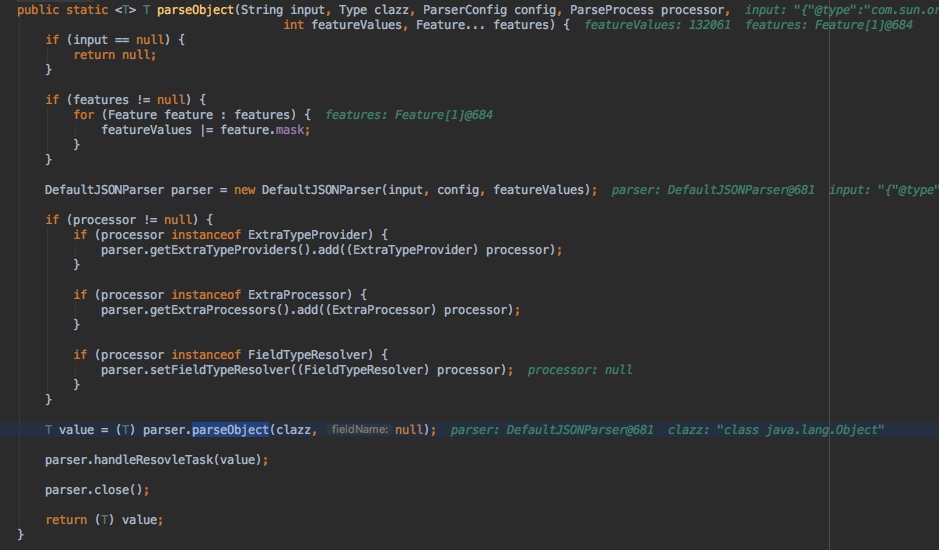 public static <T> T parseObject(String input, Type clazz, ParserConfig config, ParseProcess processor, input: "{"@type":"com.sun.or
int featureValues, Feature... features) { featureValues: 132061 features: Feature[1]@684
if (input == null) {
return null;
}
if (features != null) {
for (Feature feature : features) { features: Feature[1]@684
featureValues |= feature.mask;
}
}
DefaultJSONParser parser = new DefaultJSONParser(input, config, featureValues); parser: DefaultJSONParser@681 input: "{"@type"
if (processor != null) {
if (processor instanceof ExtraTypeProvider) {
parser.getExtraTypeProviders().add((ExtraTypeProvider) processor);
}
if (processor instanceof ExtraProcessor) {
parser.getExtraProcessors().add((ExtraProcessor) processor);
}
if (processor instanceof FieldTypeResolver) {
parser.setFieldTypeResolver((FieldTypeResolver) processor); processor: null
}
}
T value = (T) parser.parseObject(clazz, fieldName: null); parser: DefaultJSONParser@681 clazz: "class java.lang.Object"
parser.handleResovleTask(value);
parser.close();
return (T) value;
}